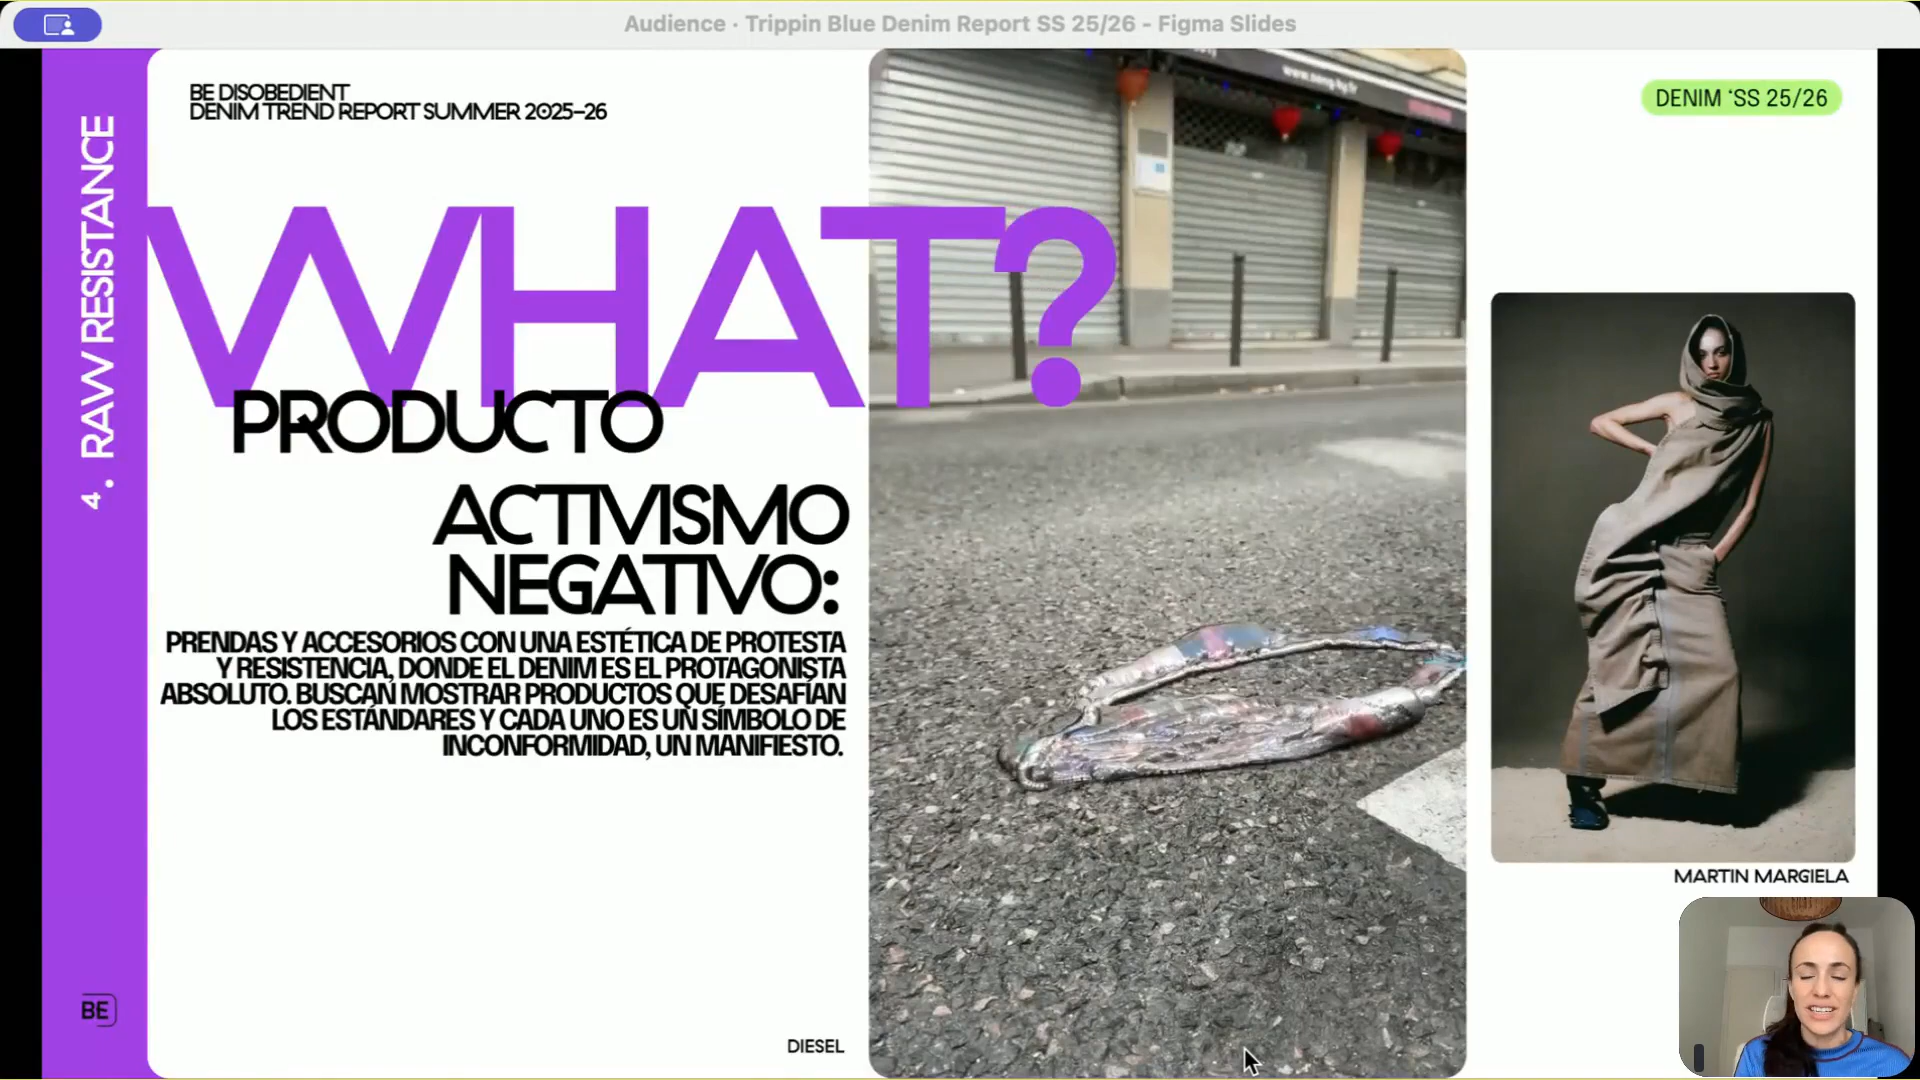 Audience · Trippin Blue Denim Report SS 25/26 - Figma Slides
4. RAW RESISTANCE
BE DISOBEDIENT
DENIM TREND REPORT SUMMER 2025–26
DENIM ‘SS 25/26
WHAT?
PRODUCTO
ACTIVISMO
NEGATIVO:
PRENDAS Y ACCESORIOS CON UNA ESTÉTICA DE PROTESTA
Y RESISTENCIA, DONDE EL DENIM ES EL PROTAGONISTA
ABSOLUTO. BUSCAN MOSTRAR PRODUCTOS QUE DESAFÍAN
LOS ESTÁNDARES Y CADA UNO ES UN SÍMBOLO DE
INCONFORMIDAD, UN MANIFIESTO.
MARTIN MARGIELA
BE
DIESEL